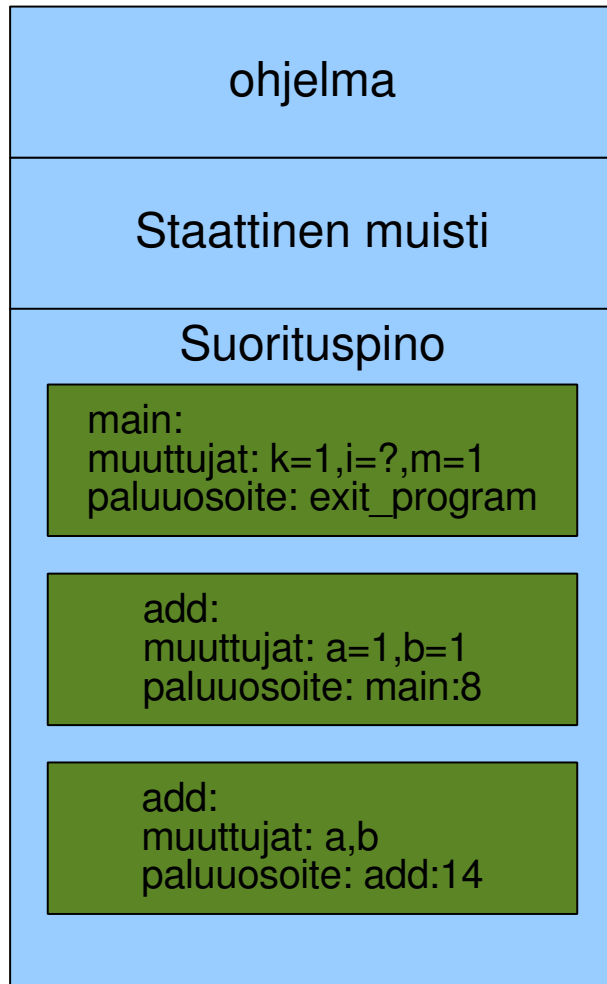 ohjelma
Staattinen muisti
Suorituspino
main:
muuttujat: k=1,i=?,m=1
paluuosoite: exit_program
add:
muuttujat: a=1,b=1
paluuosoite: main:8
add:
muuttujat: a,b
paluuosoite: add:14